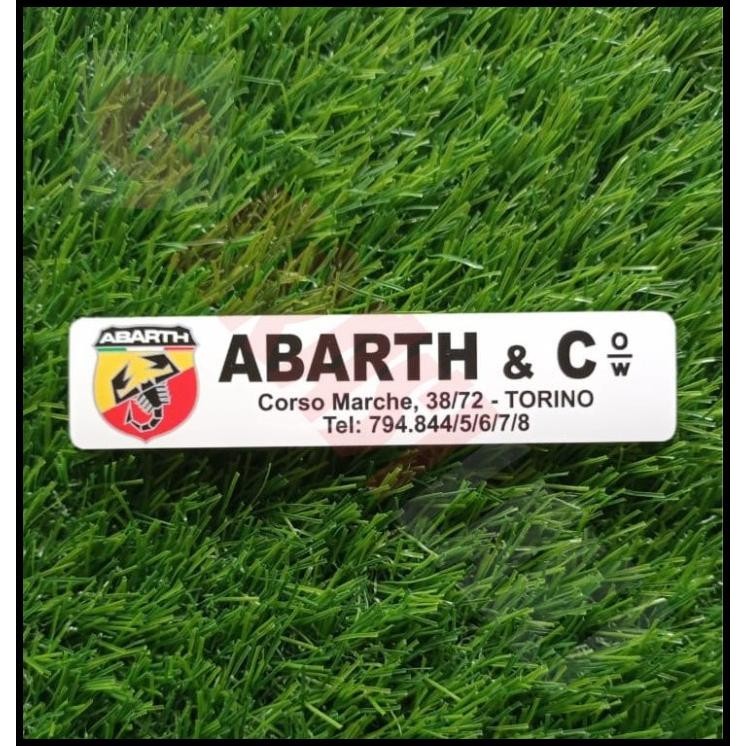 ABARTH
ABARTH & C O/W
Corso Marche, 38/72 - TORINO
Tel: 794.844/5/6/7/8